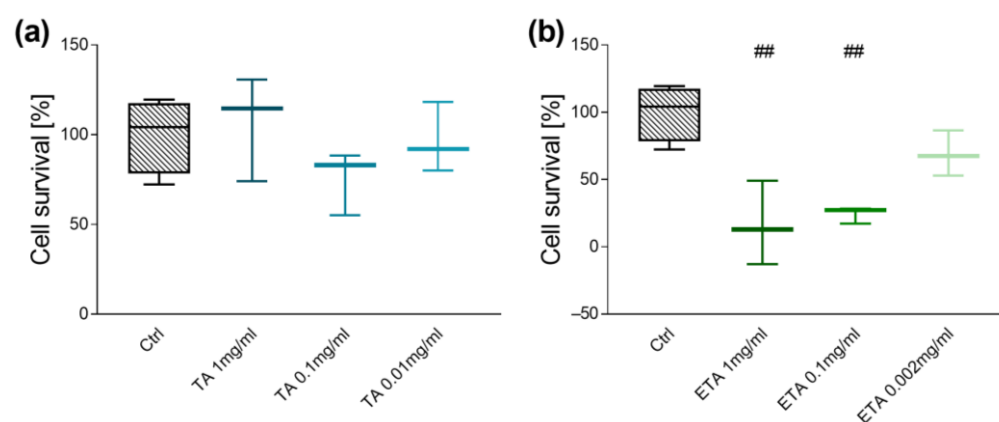 (a)
Cell survival [%]
150
100
50
0
Ctrl
TA 1mg/ml
TA 0.1mg/ml
TA 0.01mg/ml
(b)
Cell survival [%]
150
100
50
0
–50
##
##
Ctrl
ETA 1mg/ml
ETA 0.1mg/ml
ETA 0.002mg/ml